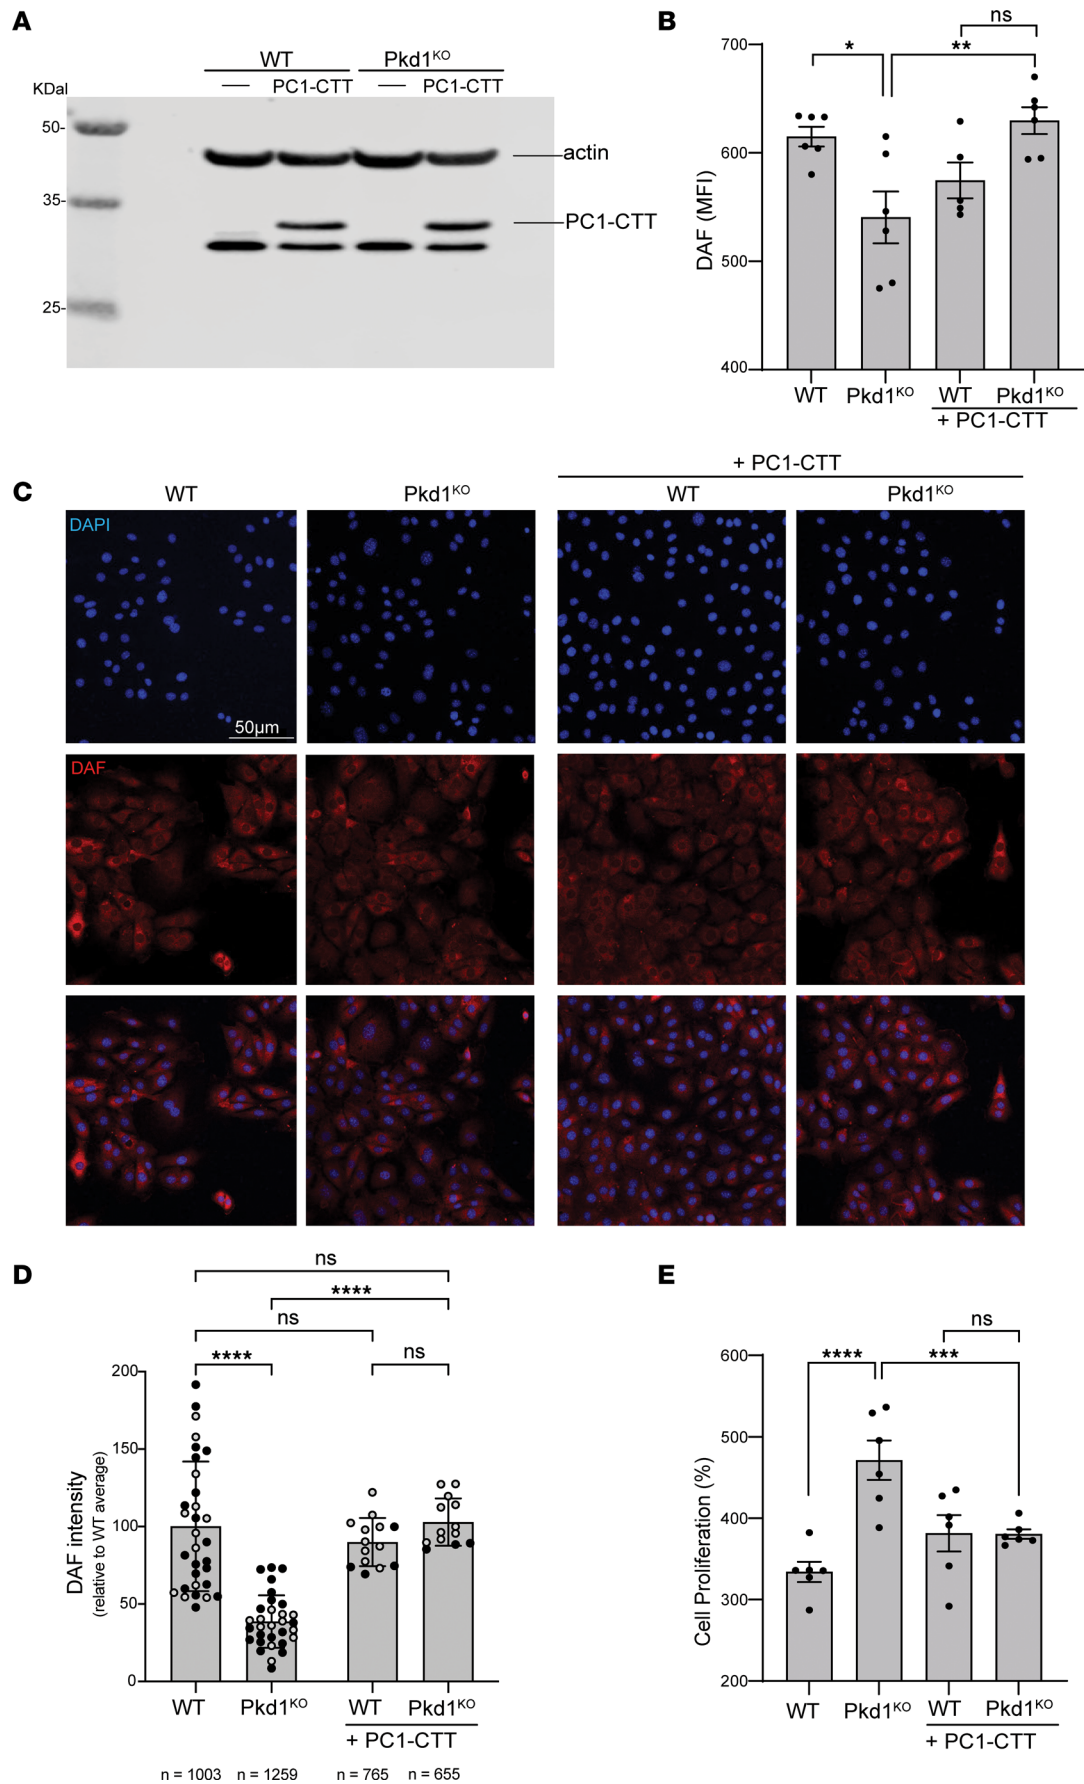 A
WT Pkd1KO
KDal — PC1-CTT — PC1-CTT
50-
actin
35-
PC1-CTT
25-
B
ns
* **
700
600
500
400
DAF (MFI)
WT Pkd1KO WT Pkd1KO
+ PC1-CTT
C
+ PC1-CTT
WT Pkd1KO WT Pkd1KO
DAPI
50μm
DAF
D
ns
****
ns
**** ns
200
150
100
50
0
DAF intensity
(relative to WT average)
WT Pkd1KO WT Pkd1KO
+ PC1-CTT
n = 1003 n = 1259 n = 765 n = 655
E
ns
**** ***
600
500
400
300
200
Cell Proliferation (%)
WT Pkd1KO WT Pkd1KO
+ PC1-CTT